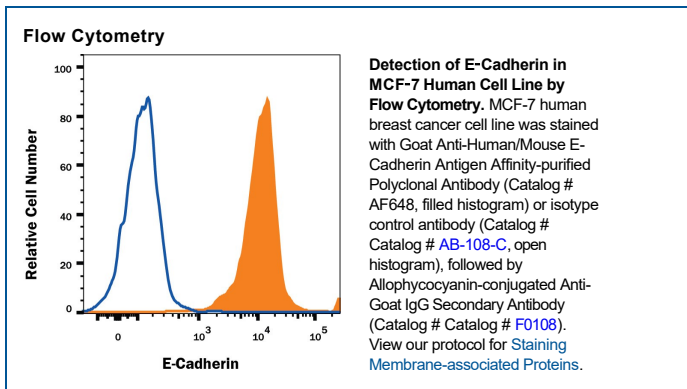 Flow Cytometry
100
80
60
40
20
0
Relative Cell Number
0
10³
10⁴
10⁵
E-Cadherin
Detection of E-Cadherin in
MCF-7 Human Cell Line by
Flow Cytometry. MCF-7 human
breast cancer cell line was stained
with Goat Anti-Human/Mouse E-
Cadherin Antigen Affinity-purified
Polyclonal Antibody (Catalog #
AF648, filled histogram) or isotype
control antibody (Catalog #
Catalog # AB-108-C, open
histogram), followed by
Allophycocyanin-conjugated Anti-
Goat IgG Secondary Antibody
(Catalog # Catalog # F0108).
View our protocol for Staining
Membrane-associated Proteins.